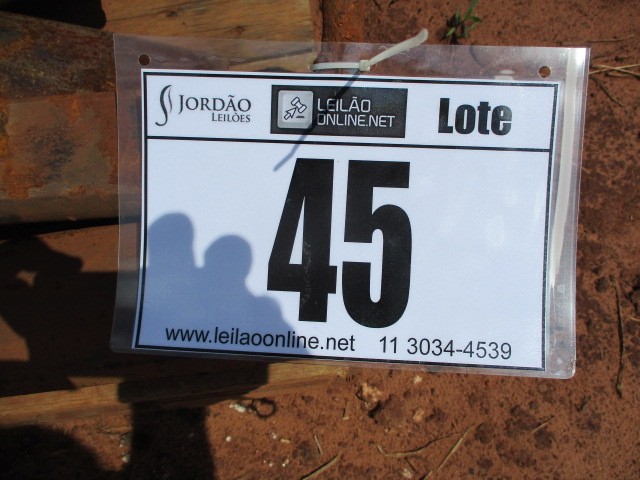 JORDÃO
LEILÕES
LEILÃO
ONLINE.NET
Lote
45
www.leilaoonline.net 11 3034-4539